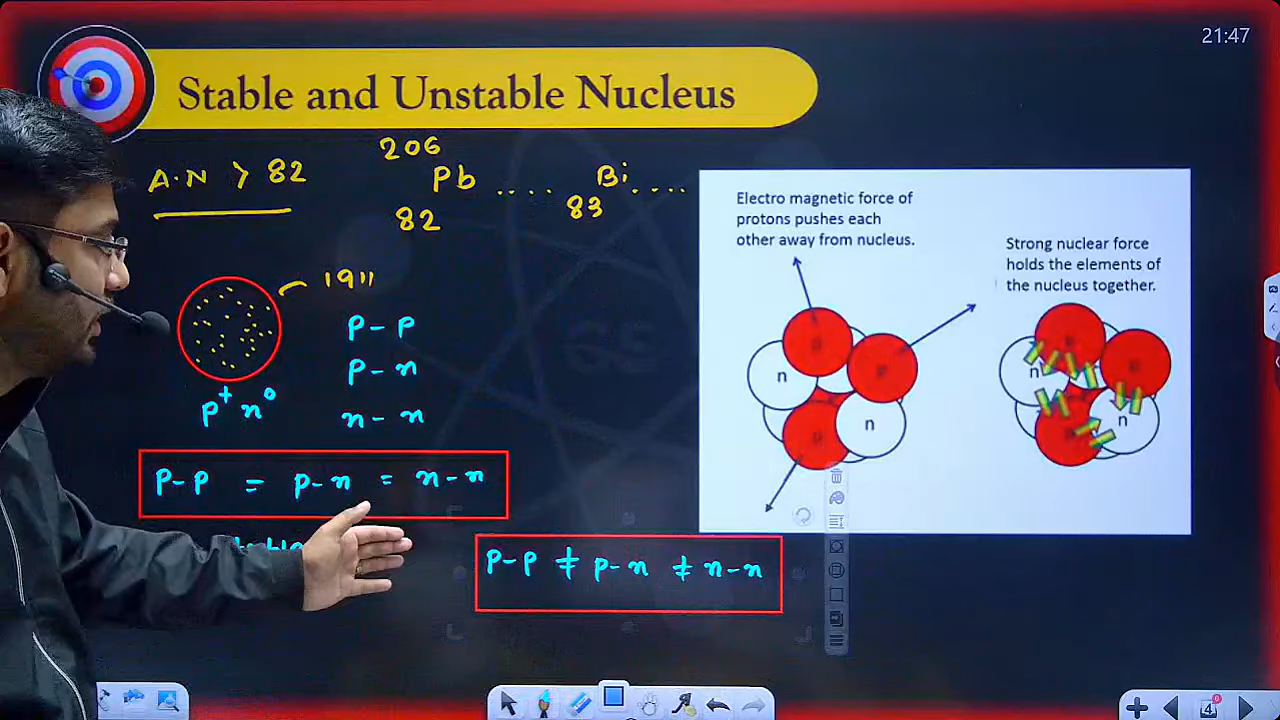 21:47
Stable and Unstable Nucleus
A.N > 82
206
Pb .... Bi ....
82 83
1911
P - P
P - n
n - n
p⁺ n⁰
P-P = p-n = n-n
P-P ≠ p-n ≠ n-n
Electro magnetic force of
protons pushes each
other away from nucleus.
n
n
Strong nuclear force
holds the elements of
the nucleus together.
n
n